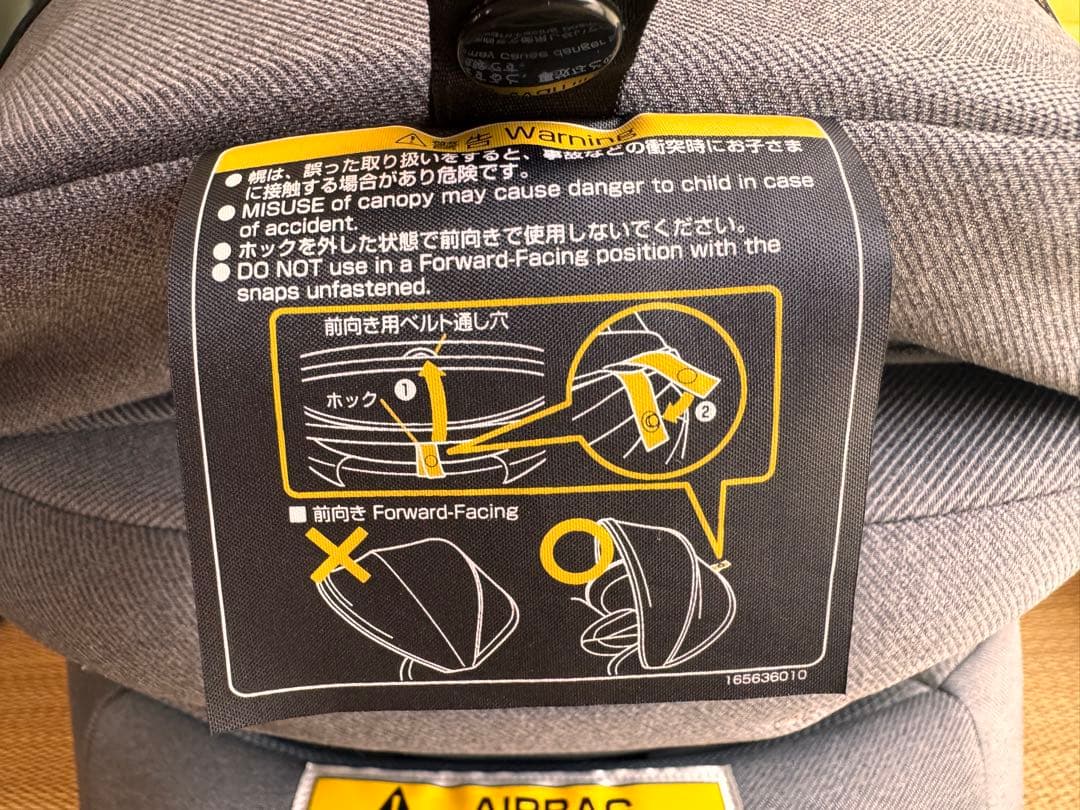 may cause danger
警告 Warning
● 幌は、誤った取り扱いをすると、事故などの衝突時にお子さま
に接触する場合があり危険です。
● MISUSE of canopy may cause danger to child in case
of accident.
● ホックを外した状態で前向きで使用しないでください。
● DO NOT use in a Forward-Facing position with the
snaps unfastened.
前向き用ベルト通し穴
1
ホック
2
■ 前向き Forward-Facing
165636010
AIRBAG